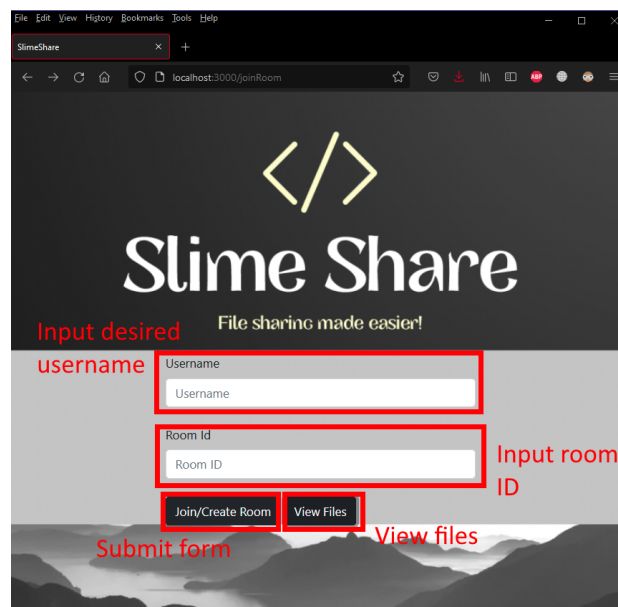 File Edit View History Bookmarks Tools Help
SlimeShare
localhost:3000/joinRoom
ABP
</>
Slime Share
File sharing made easier!
Input desired
username
Username
Username
Room Id
Room ID
Input room
ID
Join/Create Room View Files
Submit form
View files